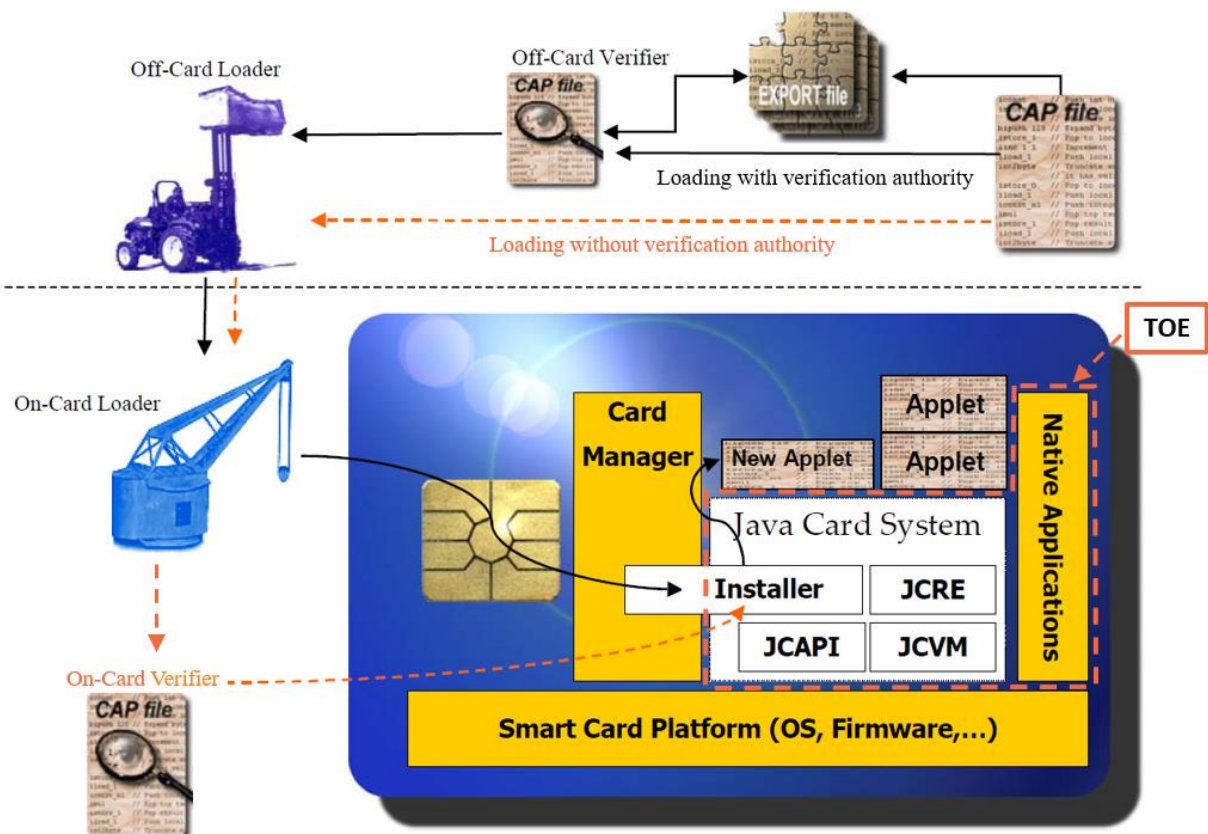 Off-Card Loader
Off-Card Verifier
CAP file
EXPORT file
CAP file
Loading with verification authority
Loading without verification authority
TOE
On-Card Loader
Card
Manager
Applet
Applet
New Applet
Native Applications
Java Card System
Installer
JCRE
JCAPI
JCVM
On-Card Verifier
CAP file
Smart Card Platform (OS, Firmware,...)